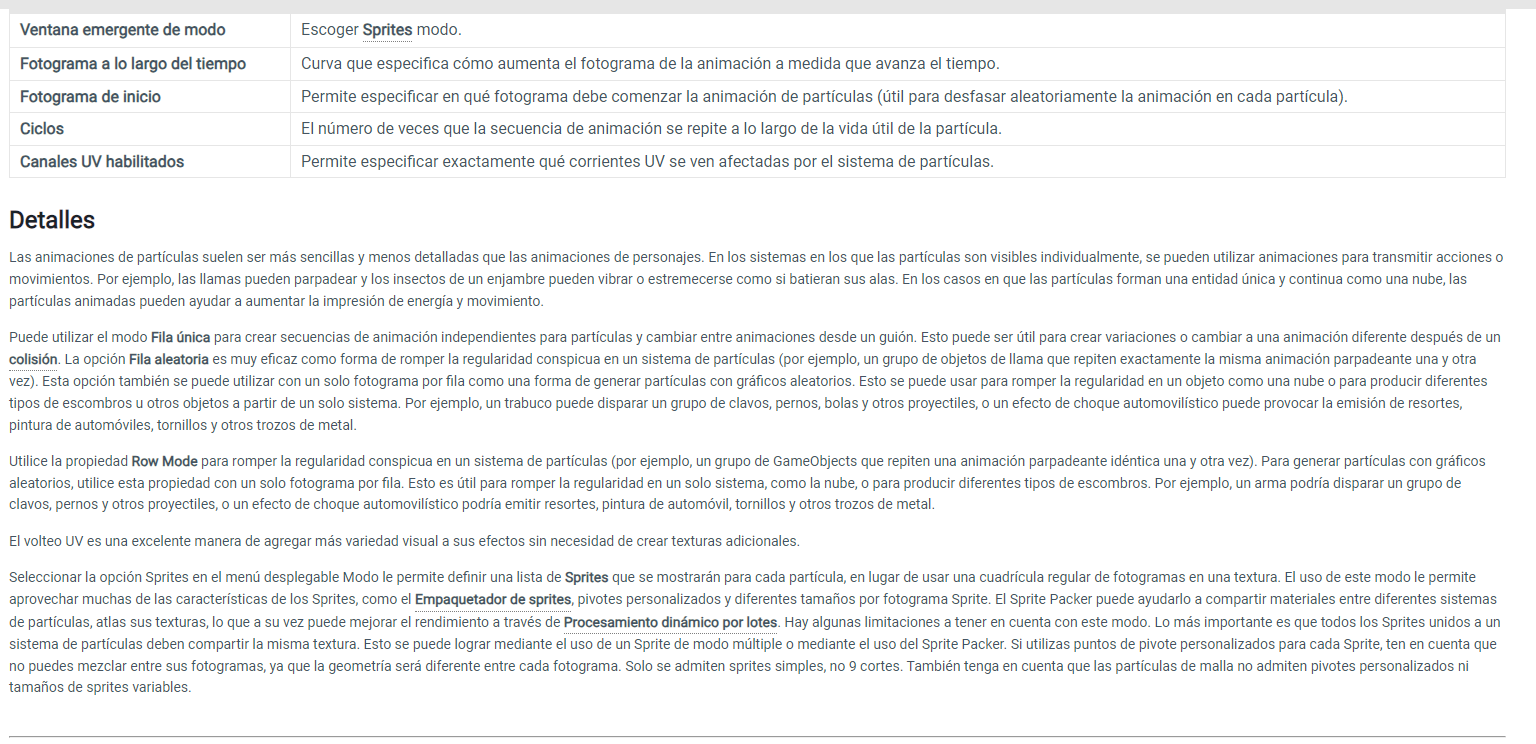 Ventana emergente de modo Escoger Sprites modo.
Fotograma a lo largo del tiempo Curva que especifica cómo aumenta el fotograma de la animación a medida que avanza el tiempo.
Fotograma de inicio Permite especificar en qué fotograma debe comenzar la animación de partículas (útil para desfasar aleatoriamente la animación en cada partícula).
Ciclos El número de veces que la secuencia de animación se repite a lo largo de la vida útil de la partícula.
Canales UV habilitados Permite especificar exactamente qué corrientes UV se ven afectadas por el sistema de partículas.
Detalles
Las animaciones de partículas suelen ser más sencillas y menos detalladas que las animaciones de personajes. En los sistemas en los que las partículas son visibles individualmente, se pueden utilizar animaciones para transmitir acciones o
movimientos. Por ejemplo, las llamas pueden parpadear y los insectos de un enjambre pueden vibrar o estremecerse como si batieran sus alas. En los casos en que las partículas forman una entidad única y continua como una nube, las
partículas animadas pueden ayudar a aumentar la impresión de energía y movimiento.
Puede utilizar el modo Fila única para crear secuencias de animación independientes para partículas y cambiar entre animaciones desde un guión. Esto puede ser útil para crear variaciones o cambiar a una animación diferente después de un
colisión. La opción Fila aleatoria es muy eficaz como forma de romper la regularidad conspicua en un sistema de partículas (por ejemplo, un grupo de objetos de llama que repiten exactamente la misma animación parpadeante una y otra
vez). Esta opción también se puede utilizar con un solo fotograma por fila como una forma de generar partículas con gráficos aleatorios. Esto se puede usar para romper la regularidad en un objeto como una nube o para producir diferentes
tipos de escombros u otros objetos a partir de un solo sistema. Por ejemplo, un trabuco puede disparar un grupo de clavos, pernos, bolas y otros proyectiles, o un efecto de choque automovilístico puede provocar la emisión de resortes,
pintura de automóviles, tornillos y otros trozos de metal.
Utilice la propiedad Row Mode para romper la regularidad conspicua en un sistema de partículas (por ejemplo, un grupo de GameObjects que repiten una animación parpadeante idéntica una y otra vez). Para generar partículas con gráficos
aleatorios, utilice esta propiedad con un solo fotograma por fila. Esto es útil para romper la regularidad en un solo sistema, como la nube, o para producir diferentes tipos de escombros. Por ejemplo, un arma podría disparar un grupo de
clavos, pernos y otros proyectiles, o un efecto de choque automovilístico podría emitir resortes, pintura de automóvil, tornillos y otros trozos de metal.
El volteo UV es una excelente manera de agregar más variedad visual a sus efectos sin necesidad de crear texturas adicionales.
Seleccionar la opción Sprites en el menú desplegable Modo le permite definir una lista de Sprites que se mostrarán para cada partícula, en lugar de usar una cuadrícula regular de fotogramas en una textura. El uso de este modo le permite
aprovechar muchas de las características de los Sprites, como el Empaquetador de sprites, pivotes personalizados y diferentes tamaños por fotograma Sprite. El Sprite Packer puede ayudarlo a compartir materiales entre diferentes sistemas
de partículas, atlas sus texturas, lo que a su vez puede mejorar el rendimiento a través de Procesamiento dinámico por lotes. Hay algunas limitaciones a tener en cuenta con este modo. Lo más importante es que todos los Sprites unidos a un
sistema de partículas deben compartir la misma textura. Esto se puede lograr mediante el uso de un Sprite de modo múltiple o mediante el uso del Sprite Packer. Si utilizas puntos de pivote personalizados para cada Sprite, ten en cuenta que
no puedes mezclar entre sus fotogramas, ya que la geometría será diferente entre cada fotograma. Solo se admiten sprites simples, no 9 cortes. También tenga en cuenta que las partículas de malla no admiten pivotes personalizados ni
tamaños de sprites variables.